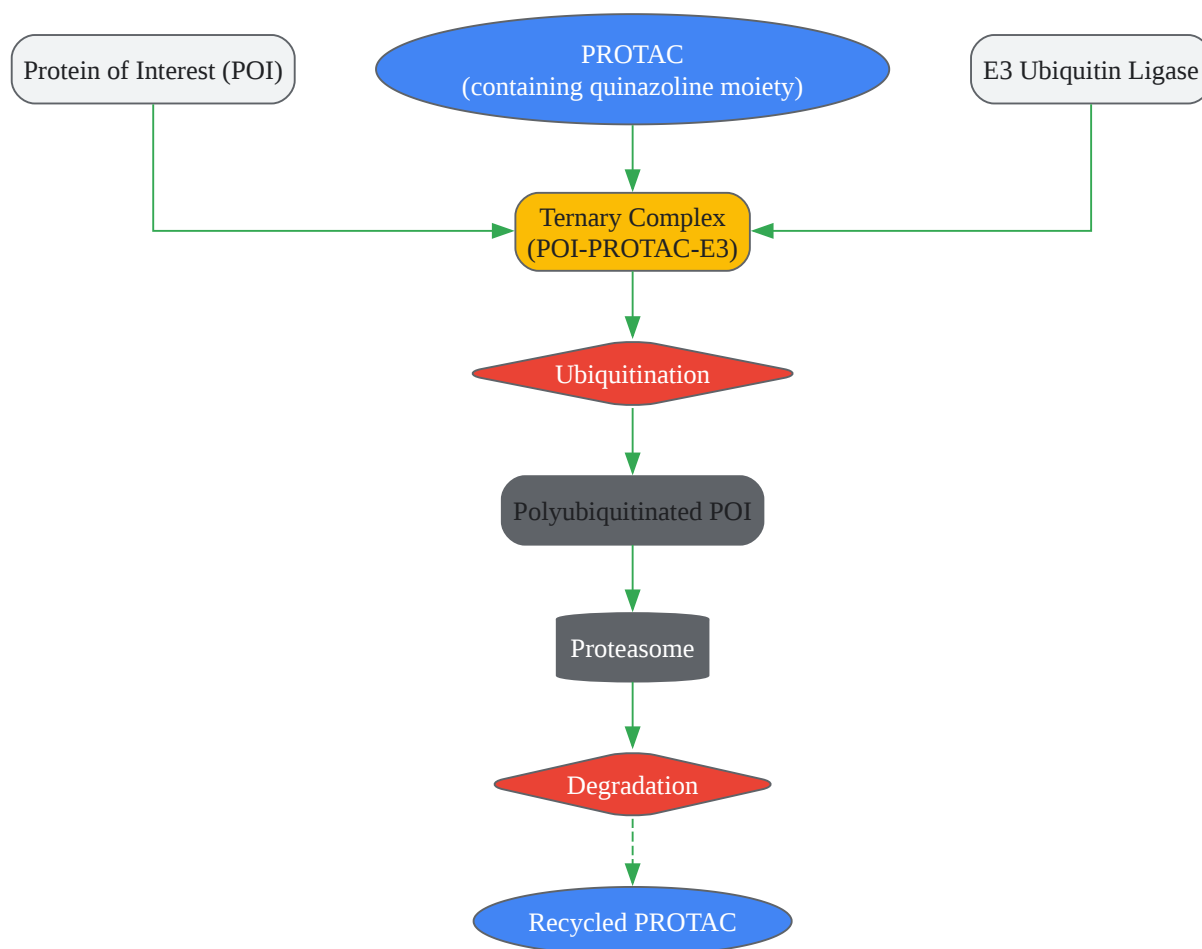 Protein of Interest (POI)
PROTAC
(containing quinazoline moiety)
E3 Ubiquitin Ligase
Ternary Complex
(POI-PROTAC-E3)
Ubiquitination
Polyubiquitinated POI
Proteasome
Degradation
Recycled PROTAC